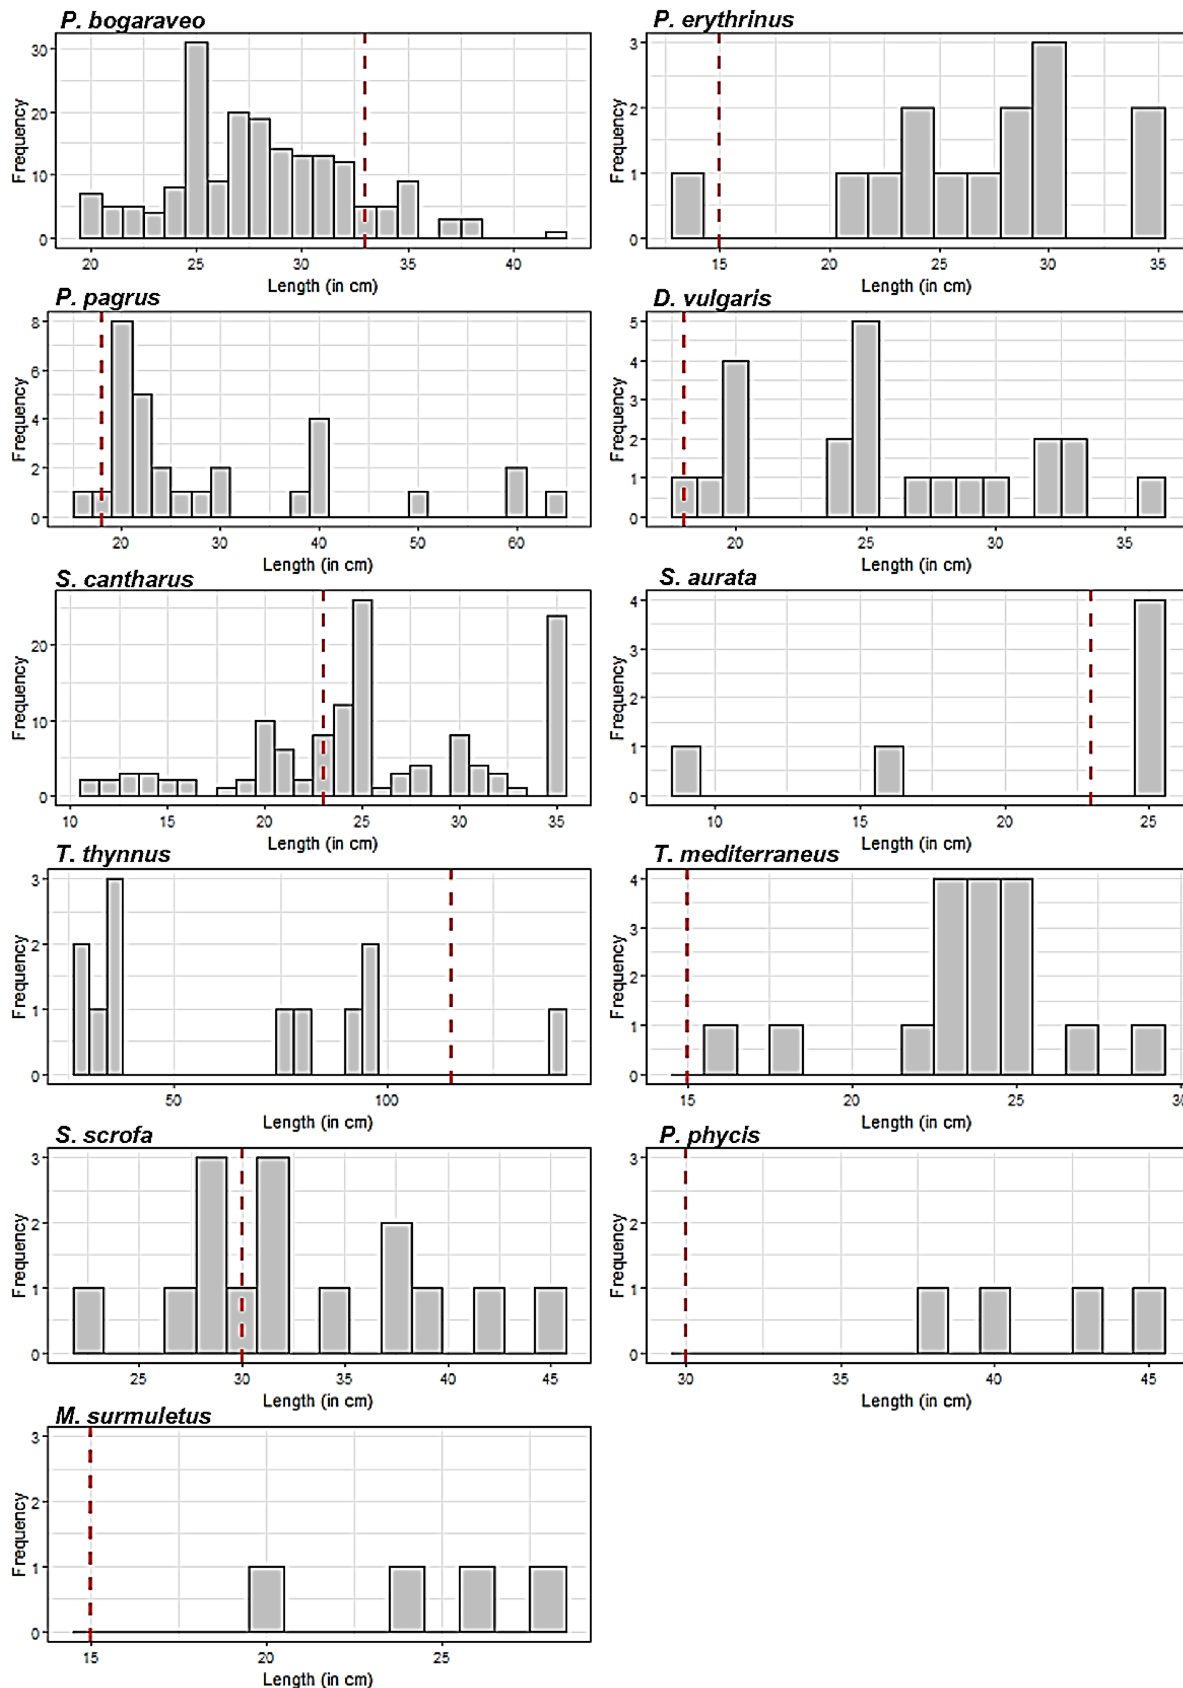 P. bogaraveo
Frequency
30
20
10
0
20 25 30 35 40
Length (in cm)
P. erythrinus
Frequency
3
2
1
0
15 20 25 30 35
Length (in cm)
P. pagrus
Frequency
8
6
4
2
0
20 30 40 50 60
Length (in cm)
D. vulgaris
Frequency
5
4
3
2
1
0
20 25 30 35
Length (in cm)
S. cantharus
Frequency
20
10
0
10 15 20 25 30 35
Length (in cm)
S. aurata
Frequency
4
3
2
1
0
10 15 20 25
Length (in cm)
T. thynnus
Frequency
3
2
1
0
50 100
Length (in cm)
T. mediterraneus
Frequency
4
3
2
1
0
15 20 25 30
Length (in cm)
S. scrofa
Frequency
3
2
1
0
25 30 35 40 45
Length (in cm)
P. phycis
Frequency
3
2
1
0
30 35 40 45
Length (in cm)
M. surmuletus
Frequency
3
2
1
0
15 20 25
Length (in cm)